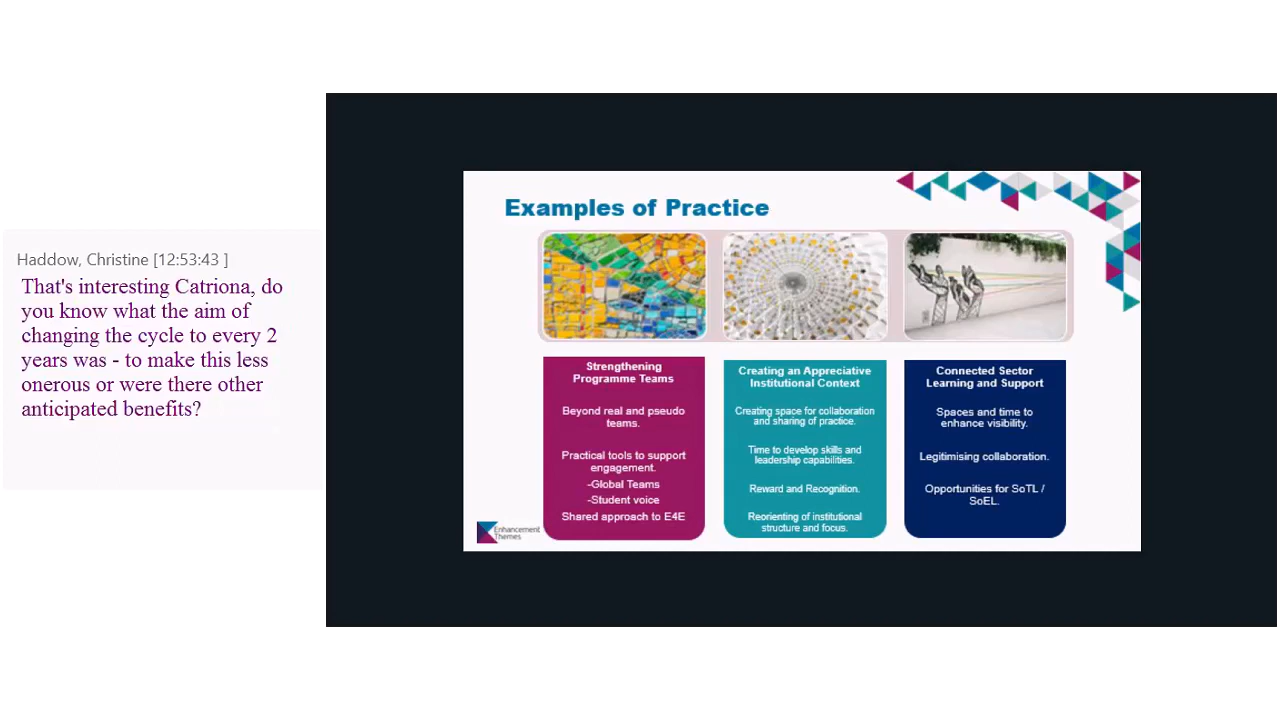 Haddow, Christine [12:53:43 ]
That's interesting Catriona, do
you know what the aim of
changing the cycle to every 2
years was - to make this less
onerous or were there other
anticipated benefits?
Examples of Practice
Strengthening
Programme Teams
Beyond real and pseudo
teams.
Practical tools to support
engagement.
-Global Teams
-Student voice
Shared approach to E4E
Creating an Appreciative
Institutional Context
Creating space for collaboration
and sharing of practice.
Time to develop skills and
leadership capabilities.
Reward and Recognition.
Reorienting of institutional
structure and focus.
Connected Sector
Learning and Support
Spaces and time to
enhance visibility.
Legitimising collaboration.
Opportunities for SoTL /
SoEL.
Enhancement
Themes